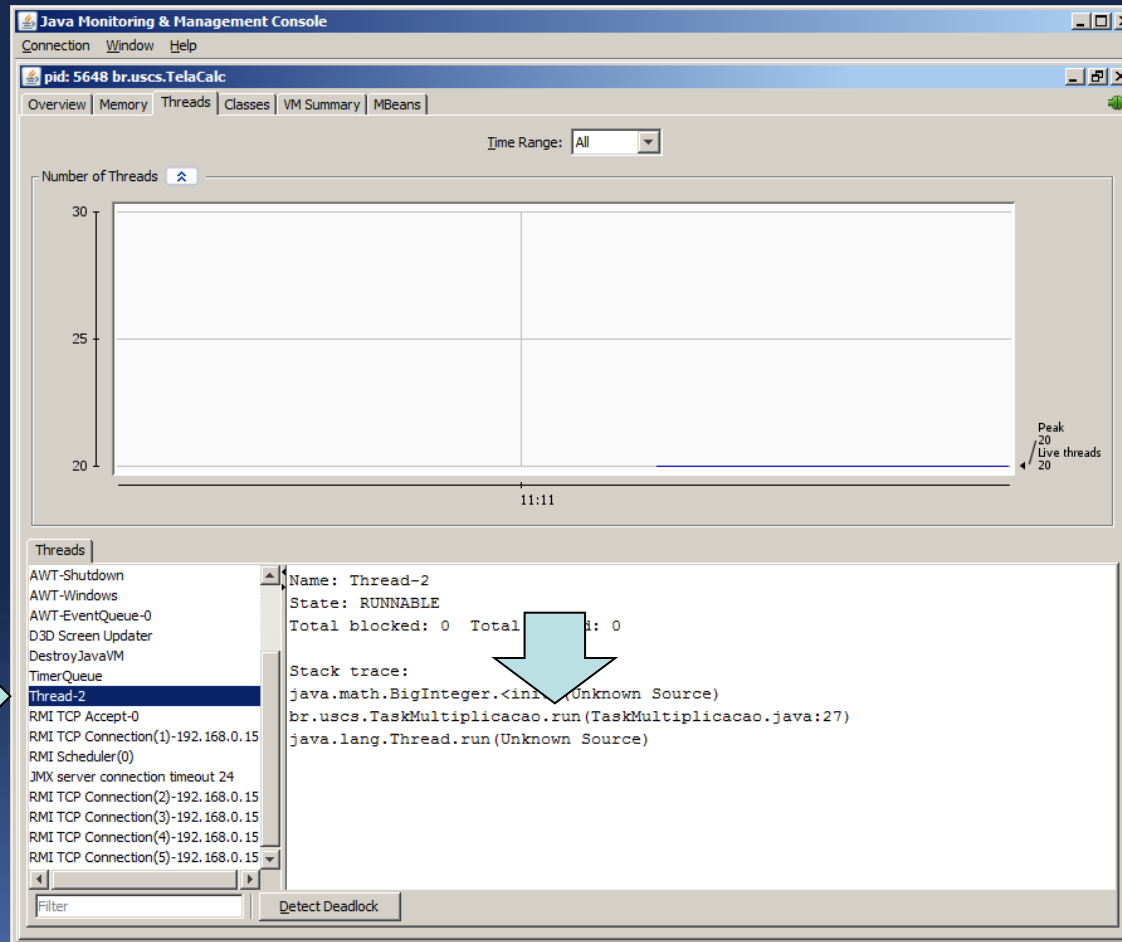 Java Monitoring & Management Console
Connection Window Help
pid: 5648 br.uscs.TelaCalc
Overview Memory Threads Classes VM Summary MBeans
Time Range: All
Number of Threads
30
25
20
Peak
20
Live threads
20
11:11
Threads
AWT-Shutdown
AWT-Windows
AWT-EventQueue-0
D3D Screen Updater
DestroyJavaVM
TimerQueue
Thread-2
RMI TCP Accept-0
RMI TCP Connection(1)-192.168.0.15
RMI Scheduler(0)
JMX server connection timeout 24
RMI TCP Connection(2)-192.168.0.15
RMI TCP Connection(3)-192.168.0.15
RMI TCP Connection(4)-192.168.0.15
RMI TCP Connection(5)-192.168.0.15
Filter
Detect Deadlock
Name: Thread-2
State: RUNNABLE
Total blocked: 0 Total : 0
Stack trace:
java.math.BigInteger.<ini (Unknown Source)
br.uscs.TaskMultiplicacao.run(TaskMultiplicacao.java:27)
java.lang.Thread.run(Unknown Source)